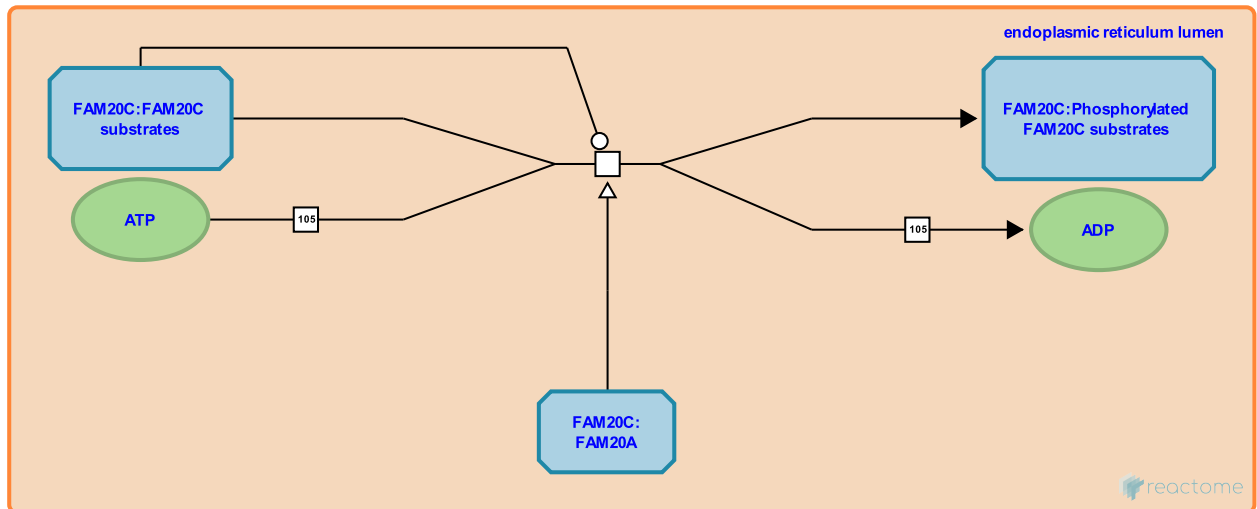 endoplasmic reticulum lumen
FAM20C:FAM20C
substrates
FAM20C:Phosphorylated
FAM20C substrates
ATP
105
105
ADP
FAM20C:
FAM20A
reactome